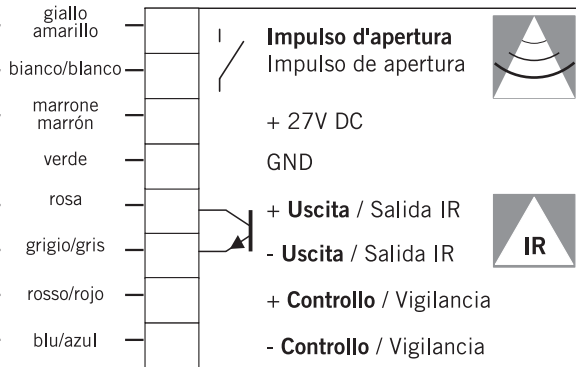 giallo
amarillo
Impulso d'apertura
bianco/blanco
Impulso de apertura
marrone
marrón
+ 27V DC
verde
GND
rosa
+ Uscita / Salida IR
grigio/gris
- Uscita / Salida IR
IR
rosso/rojo
+ Controllo / Vigilancia
blu/azul
- Controllo / Vigilancia